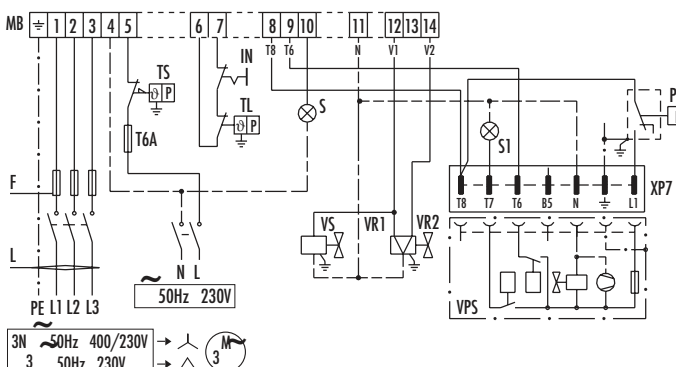 MB ⏚ 1 2 3 4 5 6 7 8 9 10 11 12 13 14
T8 T6 N V1 V2
TS
ϑ P
IN
TL
ϑ P
S
T6A
P
S1
F
XP7
T8 T7 T6 B5 N ⏚ L1
VS VR1 VR2
L
N L
~
50Hz 230V
VPS
PE L1 L2 L3
~
3N ~50Hz 400/230V → M~
3 50Hz 230V → △ 3